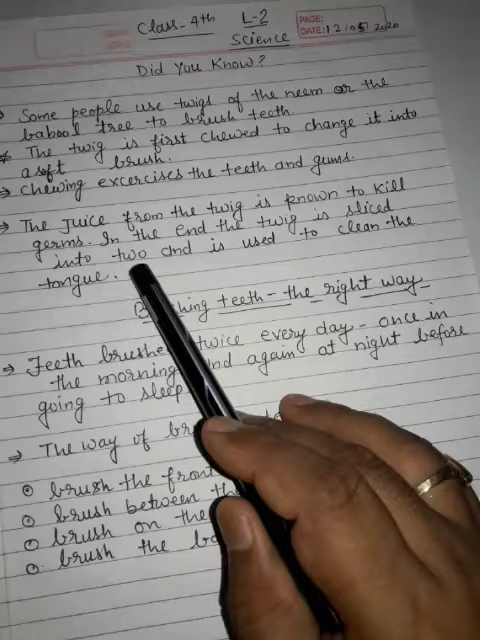 Class-4th L-2
Science
PAGE:
DATE: 12/05/2020
Did You Know?
→ Some people use twigs of the neem or the
babool tree to brush teeth
* The twig is first chewed to change it into
a soft brush.
→ Chewing excercises the teeth and gums.
→ The Juice from the twig is known to kill
germs. In the end the twig is sliced
into two and is used to clean the
tongue.
teeth - the right way
⇒ Teeth twice every day - once in
the morning and again at night before
going to sleep
⇒ The way of
① brush the front
⊙ brush between
⊙ brush on the
⊙ brush the